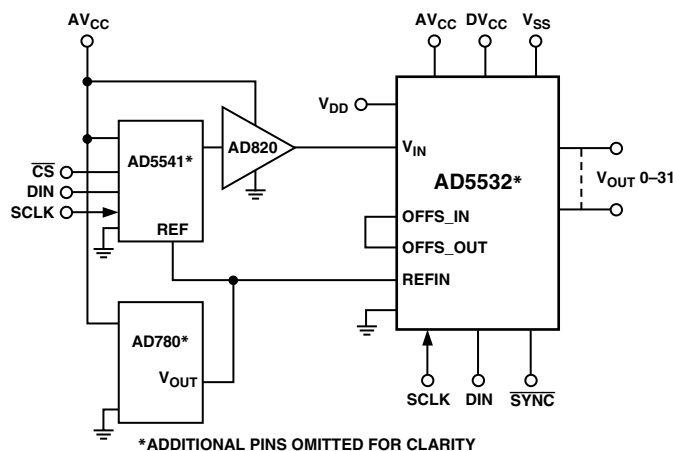 AVCC
AVCC DVCC VSS
VDD
AD5541*
AD820
VIN
CS
DIN
SCLK
REF
AD5532*
VOUT 0–31
OFFS_IN
OFFS_OUT
REFIN
AD780*
VOUT
SCLK DIN SYNC
*ADDITIONAL PINS OMITTED FOR CLARITY